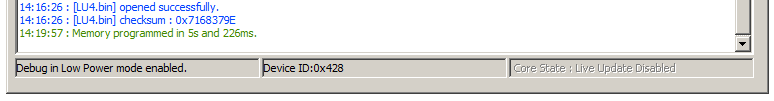 14:16:26 : [LU4.bin] opened successfully.
14:16:26 : [LU4.bin] checksum : 0x7168379E
14:19:57 : Memory programmed in 5s and 226ms.
Debug in Low Power mode enabled.
Device ID:0x428
Core State : Live Update Disabled